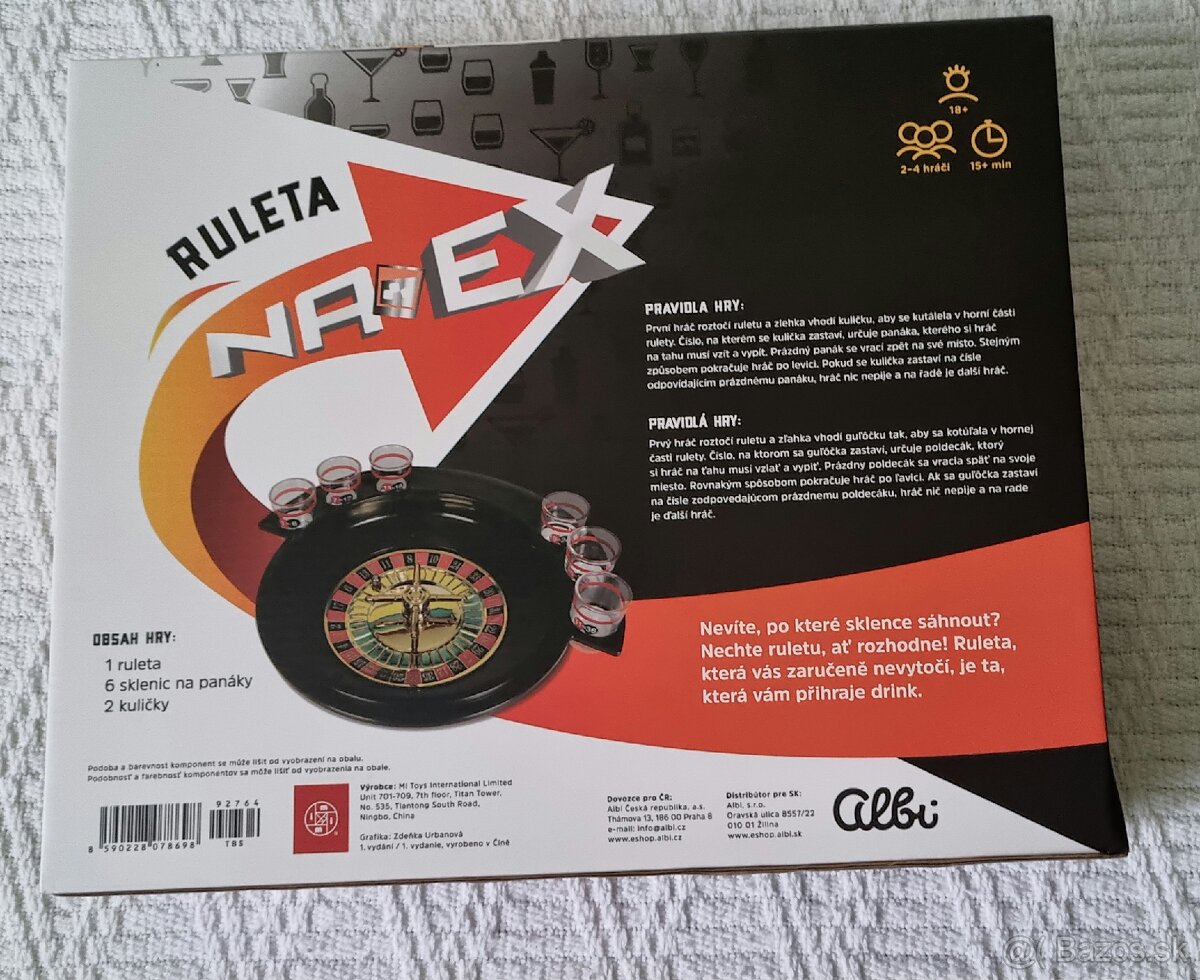 18+
2-4 hráči
15+ min
RULETA
NA EX
PRAVIDLA HRY:
První hráč roztočí ruletu a zlehka vhodí kuličku, aby se kutálela v horní části
rulety. Číslo, na kterém se kulička zastaví, určuje panáka, kterého si hráč
na tahu musí vzít a vypít. Prázdný panák se vrací zpět na své místo. Stejným
způsobem pokračuje hráč po levici. Pokud se kulička zastaví na čísle
odpovídajícím prázdnému panáku, hráč nic nepije a na řadě je další hráč.
PRAVIDLÁ HRY:
Prvý hráč roztočí ruletu a zľahka vhodí guľôčku tak, aby sa kotúľala v hornej
časti rulety. Číslo, na ktorom sa guľôčka zastaví, určuje poldecák, ktorý
si hráč na ťahu musí vziať a vypiť. Prázdny poldecák sa vracia späť na svoje
miesto. Rovnakým spôsobom pokračuje hráč po ľavici. Ak sa guľôčka zastaví
na čísle zodpovedajúcom prázdnemu poldecáku, hráč nič nepije a na rade
je ďalší hráč.
OBSAH HRY:
1 ruleta
6 sklenic na panáky
2 kuličky
Nevíte, po které sklence sáhnout?
Nechte ruletu, ať rozhodne! Ruleta,
která vás zaručeně nevytočí, je ta,
která vám přihraje drink.
Podoba a barevnost komponent se může lišit od vyobrazení na obalu.
Podobnosť a farebnosť komponentov sa môže líšiť od vyobrazenia na obale.
8 590228 078698
92764
TBS
Výrobce: MI Toys International Limited
Unit 701-709, 7th floor, Titan Tower,
No. 535, Tiantong South Road,
Ningbo, China
Grafika: Zdeňka Urbanová
1. vydání / 1. vydanie, vyrobeno v Číně
Dovozce pro ČR:
Albi Česká republika, a.s.
Thámova 13, 186 00 Praha 8
e-mail: info@albi.cz
www.eshop.albi.cz
Distribútor pre SK:
Albi, s.r.o.
Oravská ulica 8557/22
010 01 Žilina
www.eshop.albi.sk
albi
Bazos.sk